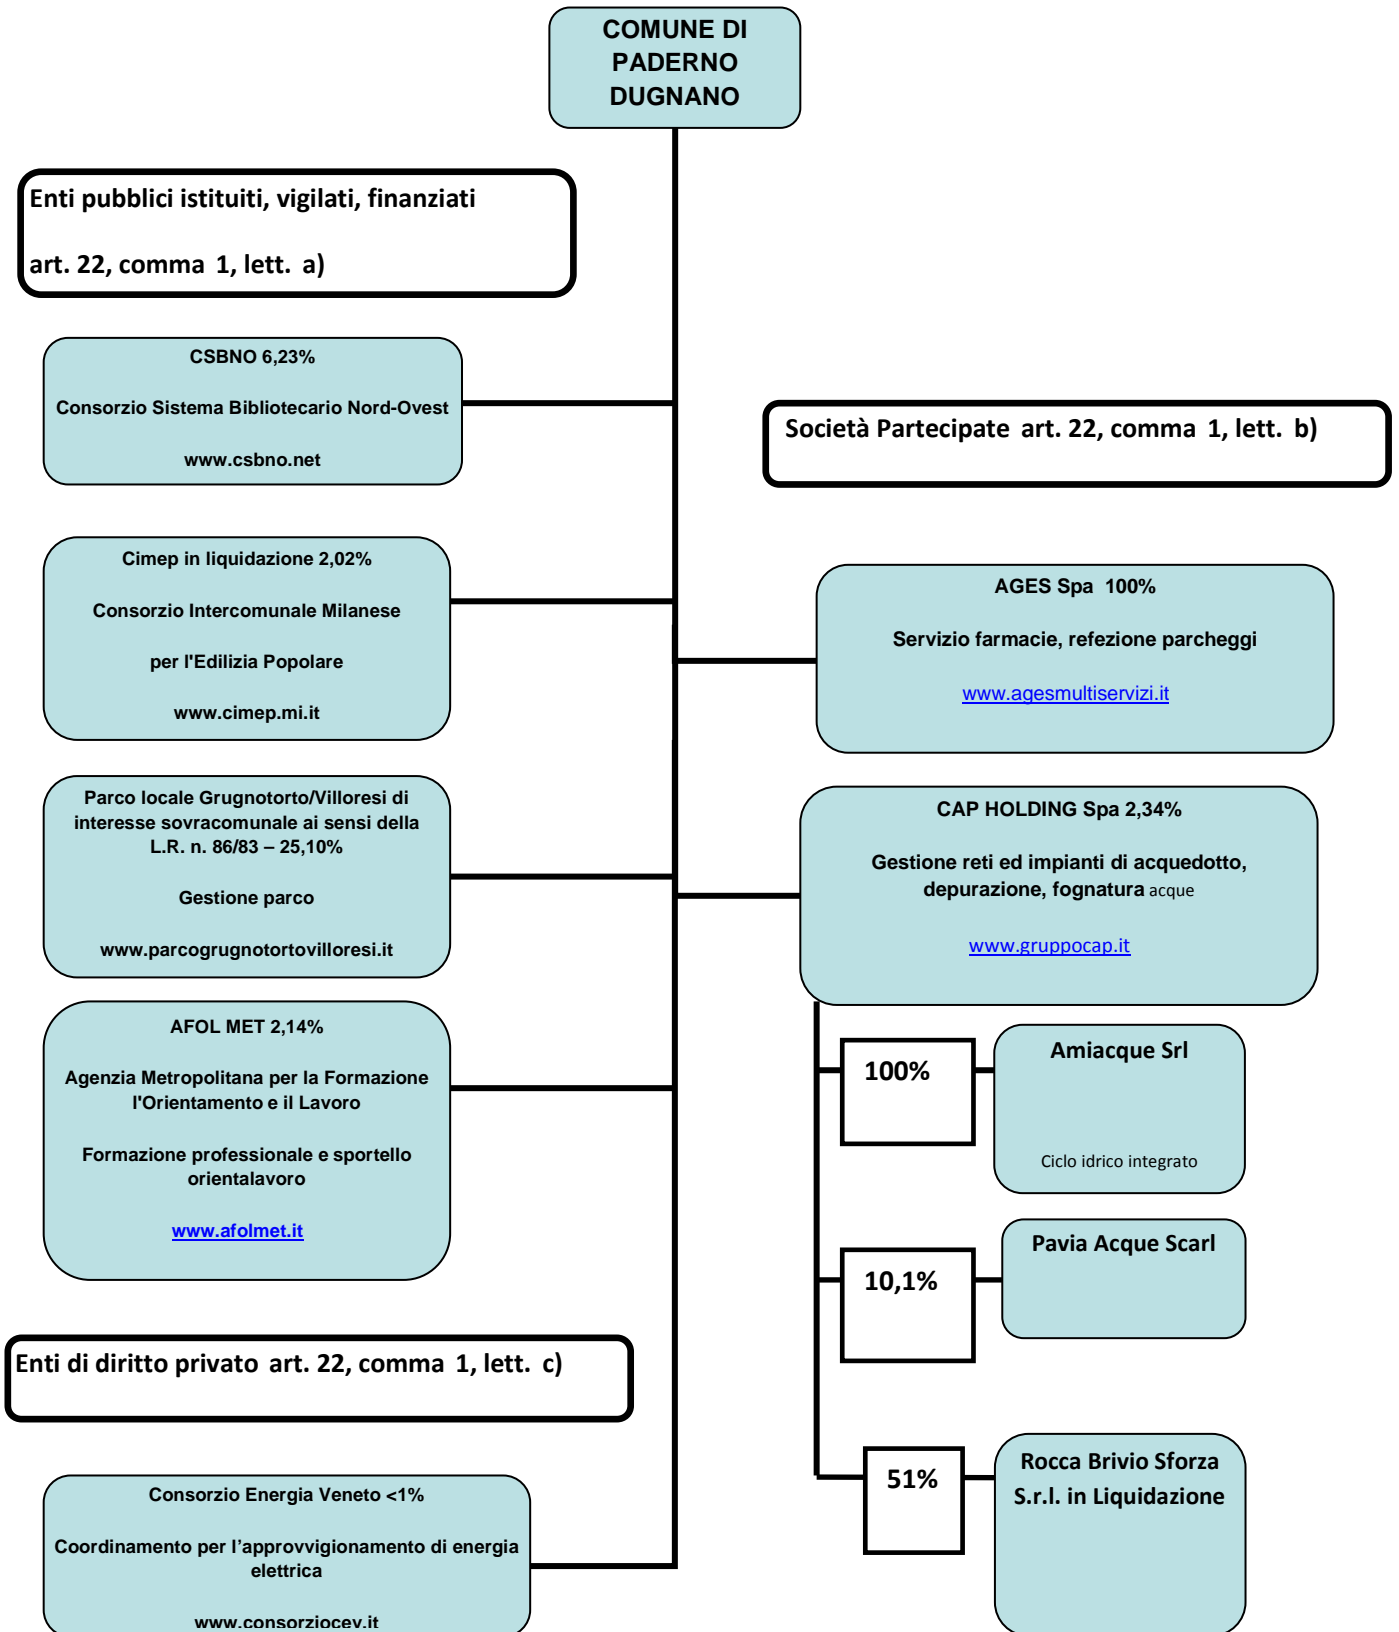 COMUNE DI
PADERNO
DUGNANO
Enti pubblici istituiti, vigilati, finanziati
art. 22, comma 1, lett. a)
CSBNO 6,23%
Consorzio Sistema Bibliotecario Nord-Ovest
www.csbno.net
Cimep in liquidazione 2,02%
Consorzio Intercomunale Milanese
per l'Edilizia Popolare
www.cimep.mi.it
Parco locale Grugnotorto/Villoresi di
interesse sovracomunale ai sensi della
L.R. n. 86/83 – 25,10%
Gestione parco
www.parcogrugnotortovilloresi.it
AFOL MET 2,14%
Agenzia Metropolitana per la Formazione
l'Orientamento e il Lavoro
Formazione professionale e sportello
orientalavoro
www.afolmet.it
Enti di diritto privato art. 22, comma 1, lett. c)
Consorzio Energia Veneto <1%
Coordinamento per l’approvvigionamento di energia
elettrica
www.consorziocev.it
Società Partecipate art. 22, comma 1, lett. b)
AGES Spa 100%
Servizio farmacie, refezione parcheggi
www.agesmultiservizi.it
CAP HOLDING Spa 2,34%
Gestione reti ed impianti di acquedotto,
depurazione, fognatura acque
www.gruppocap.it
100%
Amiacque Srl
Ciclo idrico integrato
10,1%
Pavia Acque Scarl
51%
Rocca Brivio Sforza
S.r.l. in Liquidazione